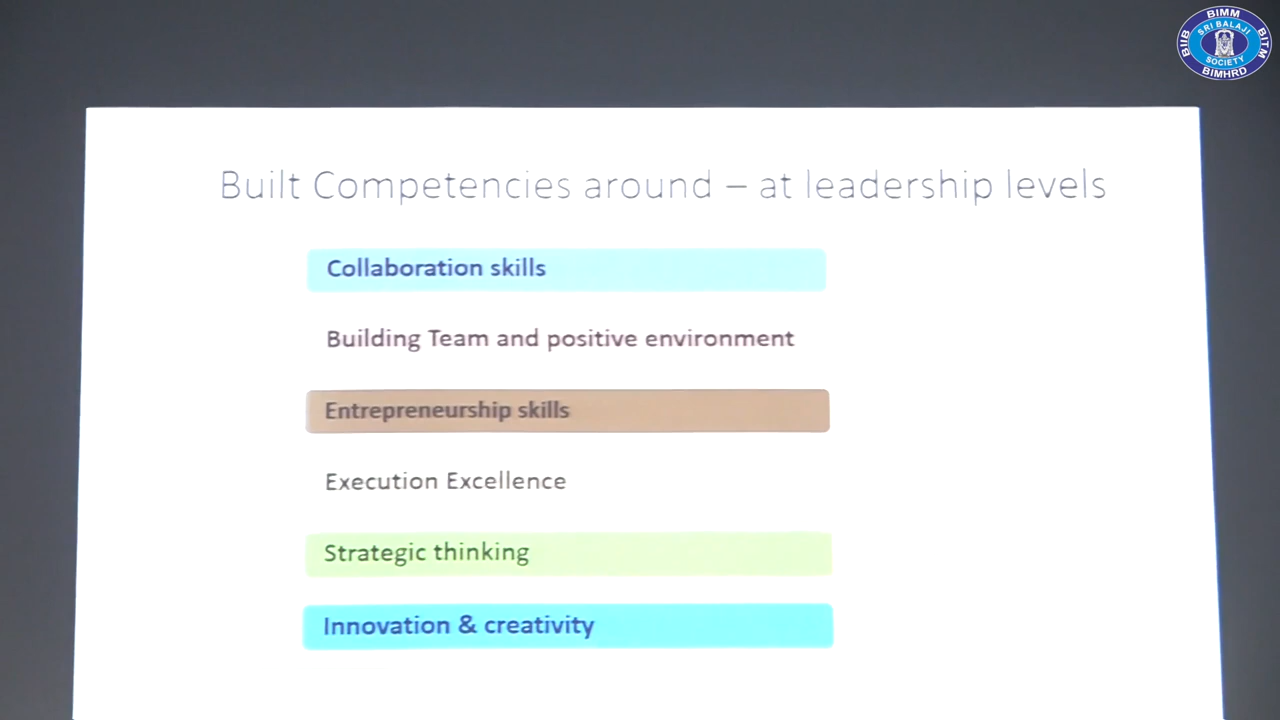 BIMM
SRI BALAJI
BIIB
BITM
SOCIETY
BIMHRD
Built Competencies around – at leadership levels
Collaboration skills
Building Team and positive environment
Entrepreneurship skills
Execution Excellence
Strategic thinking
Innovation & creativity